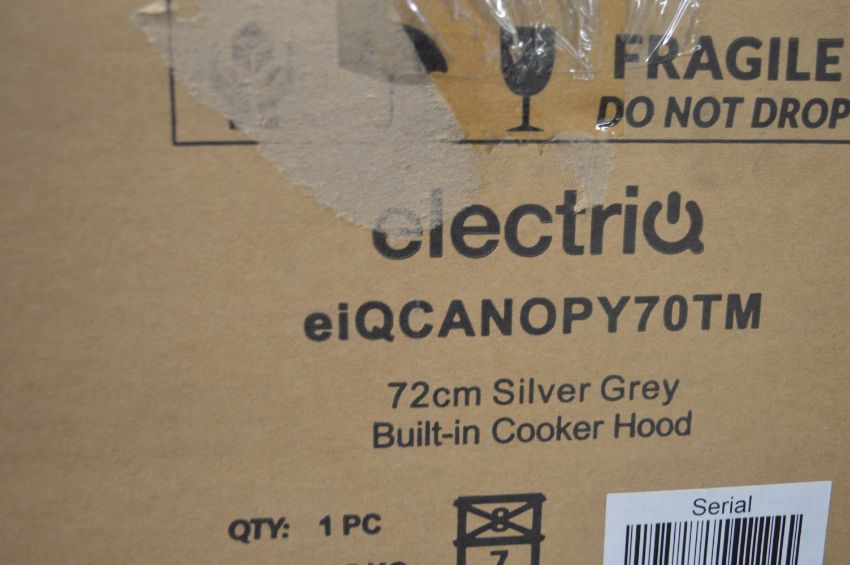 FRAGILE
DO NOT DROP
electriQ
eiQCANOPY70TM
72cm Silver Grey
Built-in Cooker Hood
QTY: 1 PC
8
7
Serial